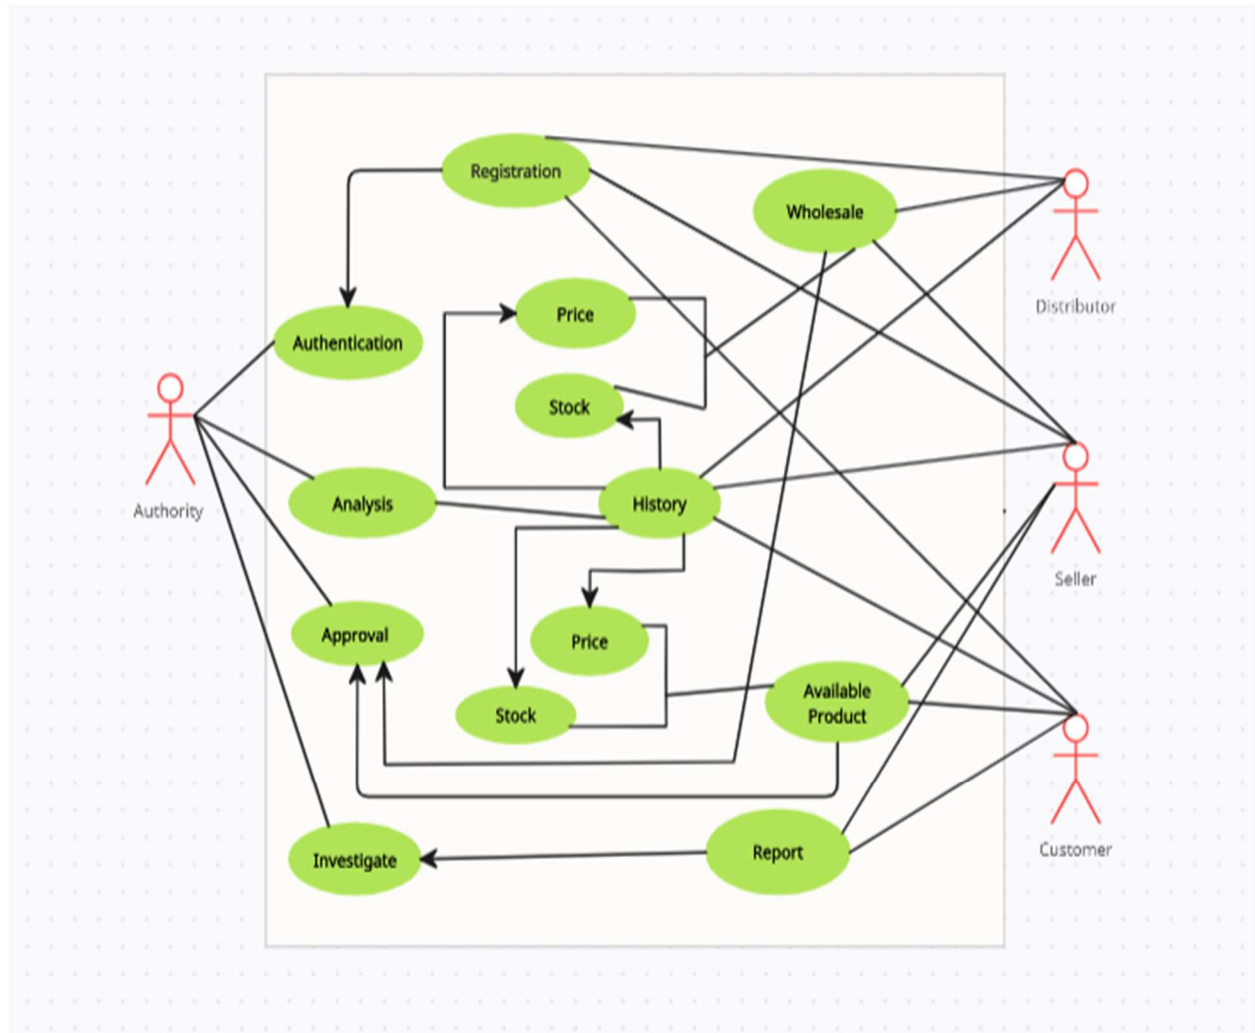 Registration
Wholesale
Distributor
Price
Authentication
Stock
Authority
Analysis
History
Seller
Approval
Price
Available
Product
Stock
Customer
Investigate
Report